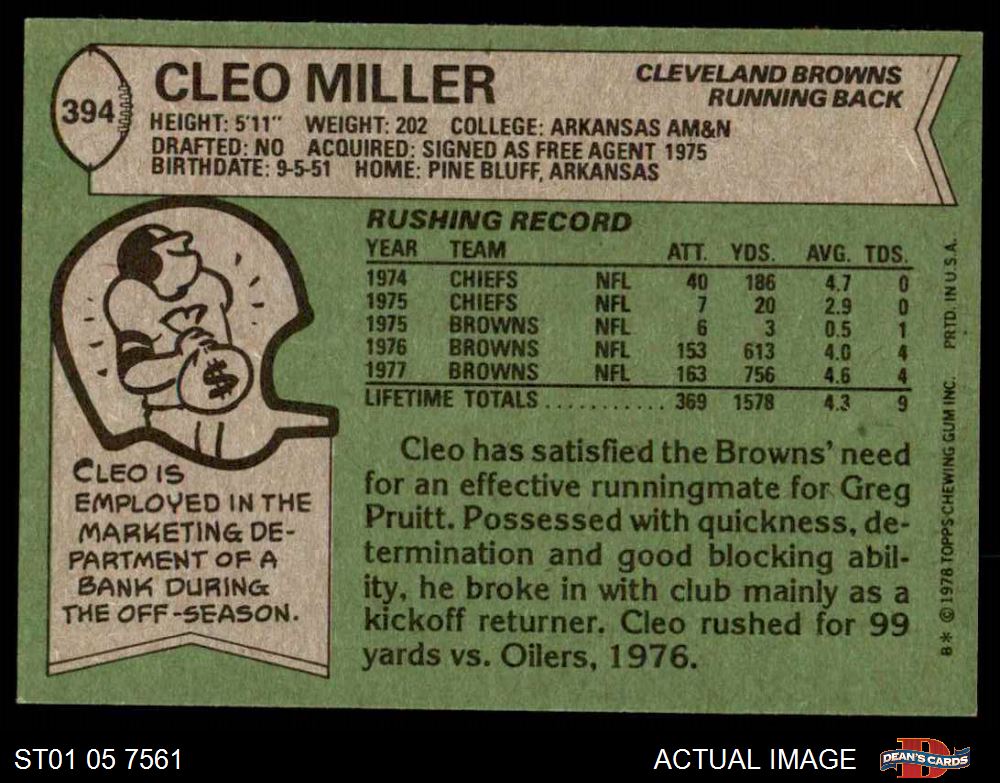 394
CLEO MILLER
CLEVELAND BROWNS
RUNNING BACK
HEIGHT: 5'11" WEIGHT: 202 COLLEGE: ARKANSAS AM&N
DRAFTED: NO ACQUIRED: SIGNED AS FREE AGENT 1975
BIRTHDATE: 9-5-51 HOME: PINE BLUFF, ARKANSAS
RUSHING RECORD
YEAR TEAM ATT. YDS. AVG. TDS.
1974 CHIEFS NFL 40 186 4.7 0
1975 CHIEFS NFL 7 20 2.9 0
1975 BROWNS NFL 6 3 0.5 1
1976 BROWNS NFL 153 613 4.0 4
1977 BROWNS NFL 163 756 4.6 4
LIFETIME TOTALS........... 369 1578 4.3 9
$
CLEO IS
EMPLOYED IN THE
MARKETING DE-
PARTMENT OF A
BANK DURING
THE OFF-SEASON.
Cleo has satisfied the Browns' need
for an effective runningmate for Greg
Pruitt. Possessed with quickness, de-
termination and good blocking abil-
ity, he broke in with club mainly as a
kickoff returner. Cleo rushed for 99
yards vs. Oilers, 1976.
8* © 1978 TOPPS CHEWING GUM INC. PRTD. IN U.S.A.
ST01 05 7561
ACTUAL IMAGE
D
DEAN'S CARDS